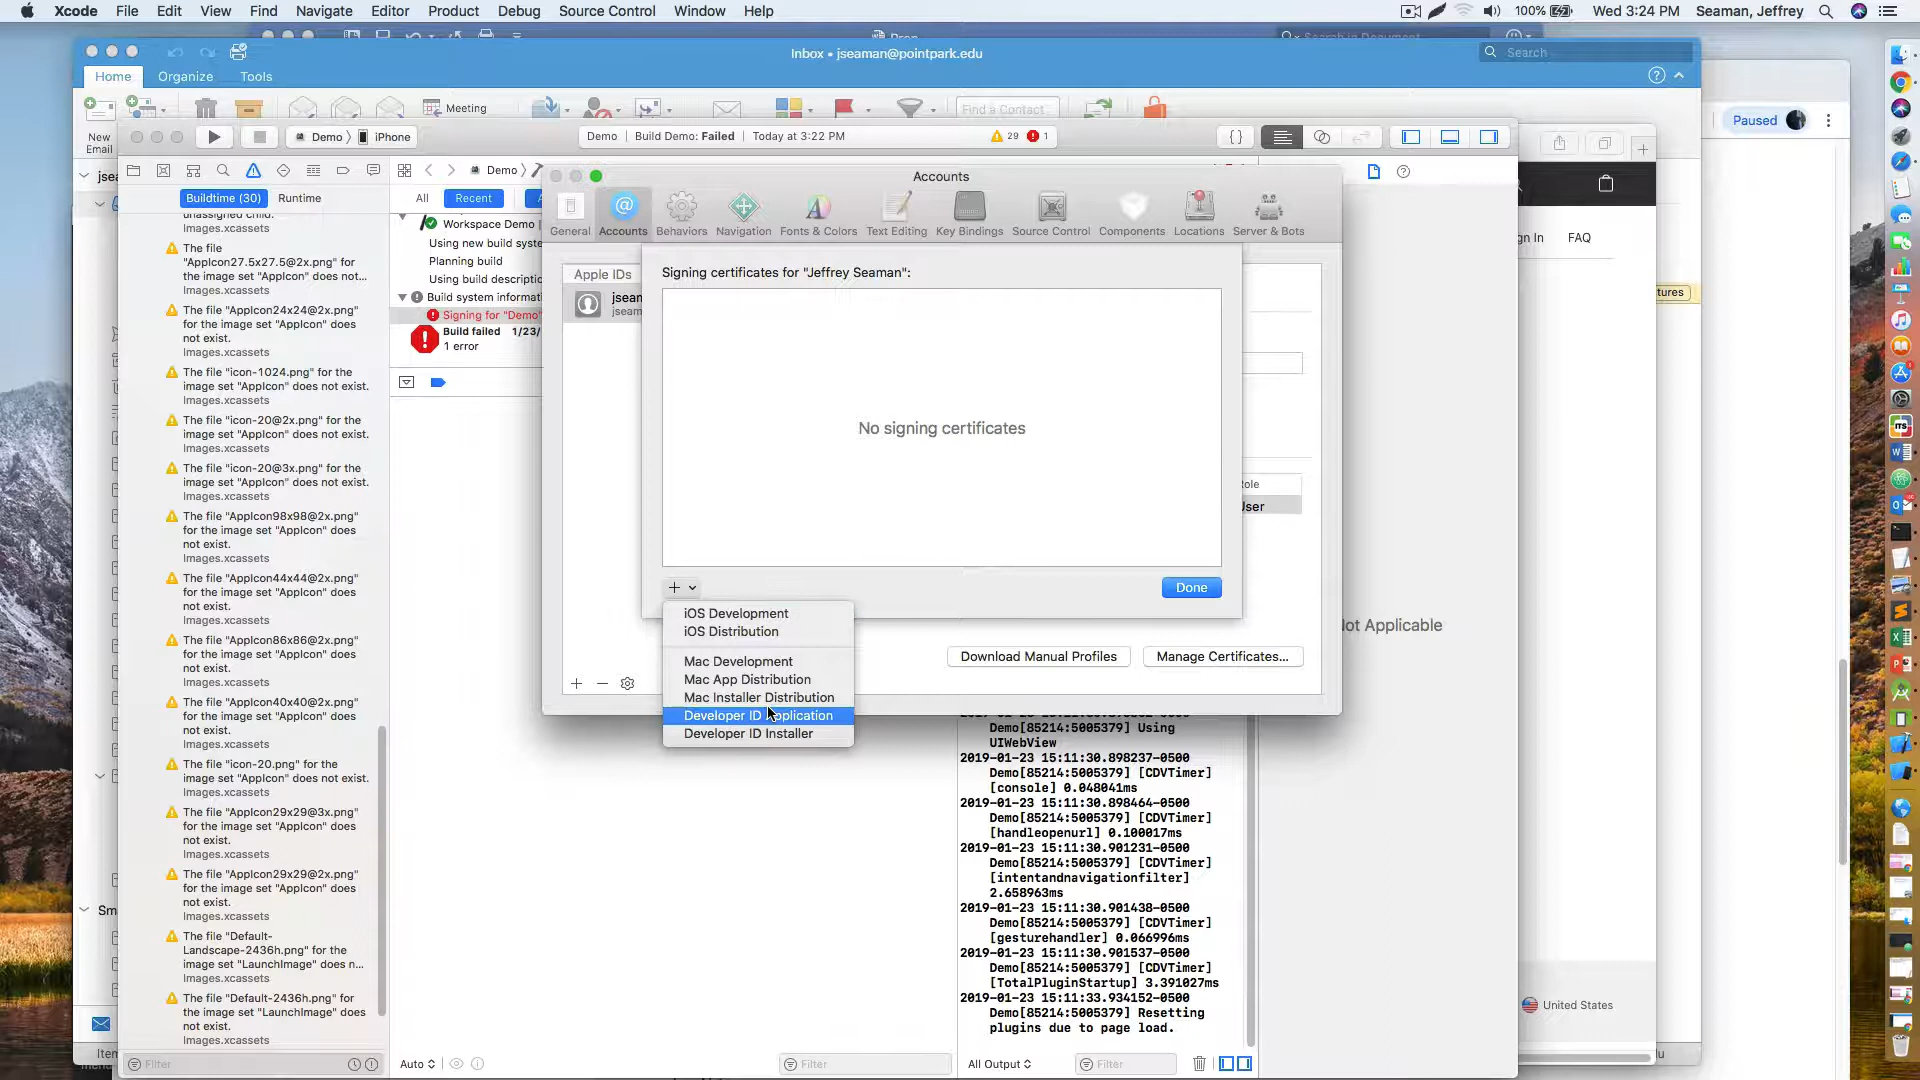 Xcode File Edit View Find Navigate Editor Product Debug Source Control Window Help
100% Wed 3:24 PM Seaman, Jeffrey
Inbox • jseaman@pointpark.edu
Search
Home Organize Tools
Meeting
Find a Contact
New
Email
Demo iPhone
Demo Build Demo: Failed Today at 3:22 PM
29 1
Paused
Demo
Buildtime (30) Runtime
All Recent
unassigned child.
Images.xcassets
The file
"AppIcon27.5x27.5@2x.png" for
the image set "AppIcon" does not...
Images.xcassets
The file "AppIcon24x24@2x.png"
for the image set "AppIcon" does
not exist.
Images.xcassets
The file "icon-1024.png" for the
image set "AppIcon" does not exist.
Images.xcassets
The file "icon-20@2x.png" for the
image set "AppIcon" does not exist.
Images.xcassets
The file "icon-20@3x.png" for the
image set "AppIcon" does not exist.
Images.xcassets
The file "AppIcon98x98@2x.png"
for the image set "AppIcon" does
not exist.
Images.xcassets
The file "AppIcon44x44@2x.png"
for the image set "AppIcon" does
not exist.
Images.xcassets
The file "AppIcon86x86@2x.png"
for the image set "AppIcon" does
not exist.
Images.xcassets
The file "AppIcon40x40@2x.png"
for the image set "AppIcon" does
not exist.
Images.xcassets
The file "icon-20.png" for the
image set "AppIcon" does not exist.
Images.xcassets
The file "AppIcon29x29@3x.png"
for the image set "AppIcon" does
not exist.
Images.xcassets
The file "AppIcon29x29@2x.png"
for the image set "AppIcon" does
not exist.
Images.xcassets
The file "Default-
Landscape-2436h.png" for the
image set "LaunchImage" does n...
Images.xcassets
The file "Default-2436h.png" for
the image set "LaunchImage" does
not exist.
Images.xcassets
Filter
Workspace Demo
Using new build syste
Planning build
Using build descriptic
Build system informat
Signing for "Demo"
Build failed 1/23/
1 error
Accounts
General Accounts Behaviors Navigation Fonts & Colors Text Editing Key Bindings Source Control Components Locations Server & Bots
Apple IDs
jsear
jsear
Signing certificates for "Jeffrey Seaman":
No signing certificates
Done
iOS Development
iOS Distribution
Mac Development
Mac App Distribution
Mac Installer Distribution
Developer ID Application
Developer ID Installer
Download Manual Profiles Manage Certificates...
ole
User
gn In FAQ
tures
Not Applicable
Demo[85214:5005379] Using
UIWebView
2019-01-23 15:11:30.898237-0500
Demo[85214:5005379] [CDVTimer]
[console] 0.048041ms
2019-01-23 15:11:30.898464-0500
Demo[85214:5005379] [CDVTimer]
[handleopenurl] 0.100017ms
2019-01-23 15:11:30.901231-0500
Demo[85214:5005379] [CDVTimer]
[intentandnavigationfilter]
2.658963ms
2019-01-23 15:11:30.901438-0500
Demo[85214:5005379] [CDVTimer]
[gesturehandler] 0.066996ms
2019-01-23 15:11:30.901537-0500
Demo[85214:5005379] [CDVTimer]
[TotalPluginStartup] 3.391027ms
2019-01-23 15:11:33.934152-0500
Demo[85214:5005379] Resetting
plugins due to page load.
Auto
Filter
All Output
Filter
United States